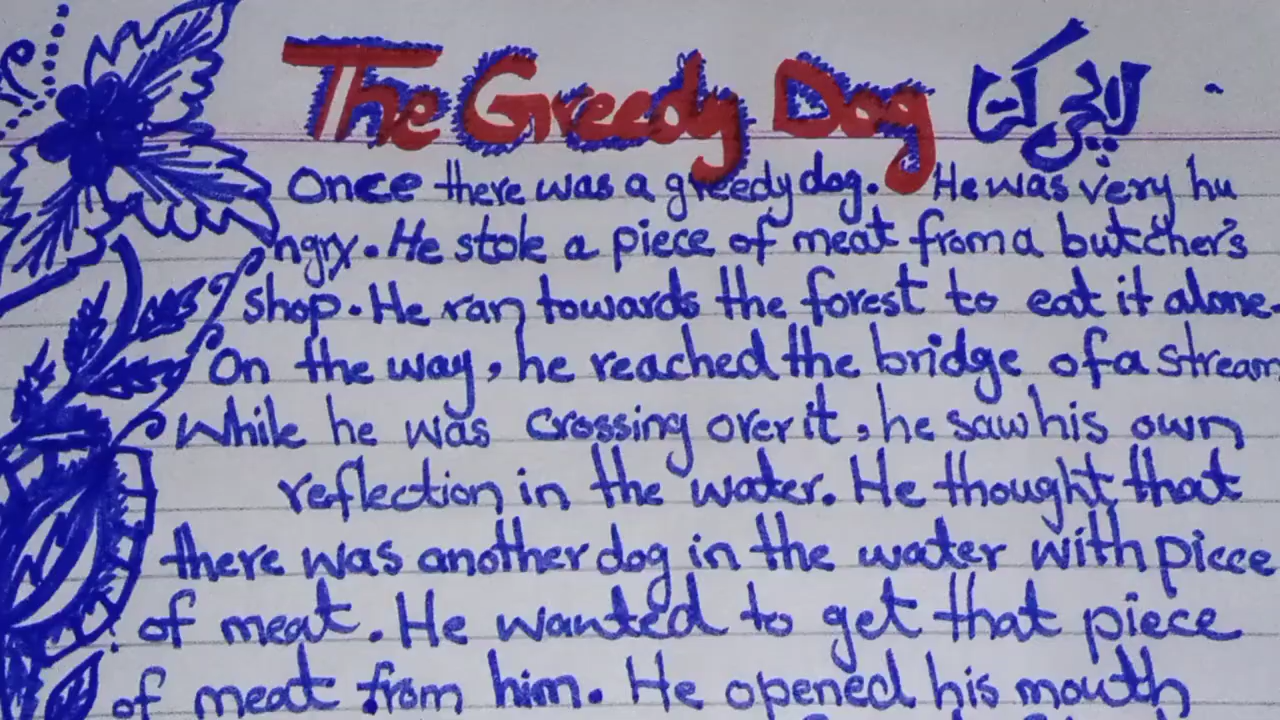 The Greedy Dog لالچی کتا
Once there was a greedy dog. He was very hu
ngry. He stole a piece of meat from a butcher's
shop. He ran towards the forest to eat it alone.
On the way, he reached the bridge of a stream
While he was crossing over it, he saw his own
reflection in the water. He thought that
there was another dog in the water with piece
of meat. He wanted to get that piece
of meat from him. He opened his mouth